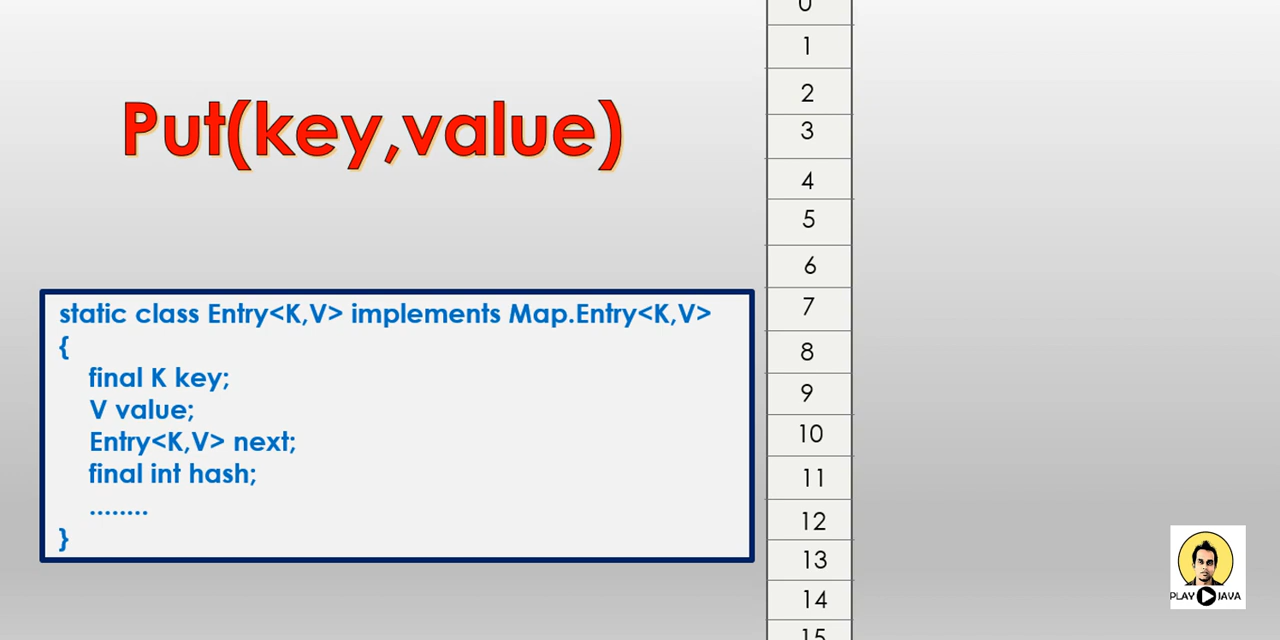 Put(key,value)
static class Entry<K,V> implements Map.Entry<K,V>
{
final K key;
V value;
Entry<K,V> next;
final int hash;
........
}
0
1
2
3
4
5
6
7
8
9
10
11
12
13
14
15
PLAY JAVA